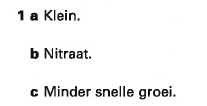 1 a Klein.
b Nitraat.
c Minder snelle groei.